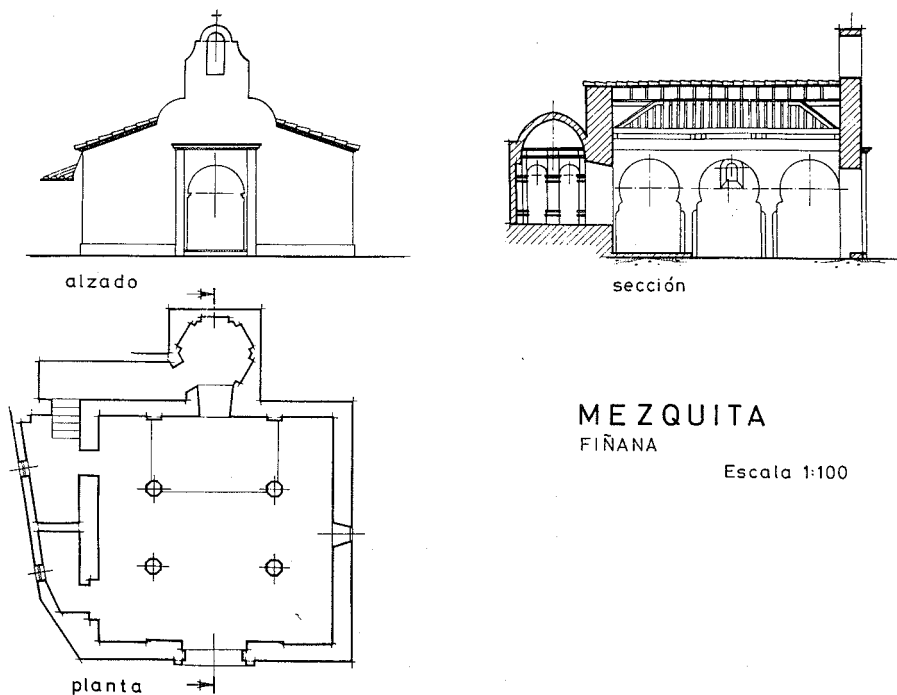 alzado
sección
MEZQUITA
FIÑANA
Escala 1:100
planta